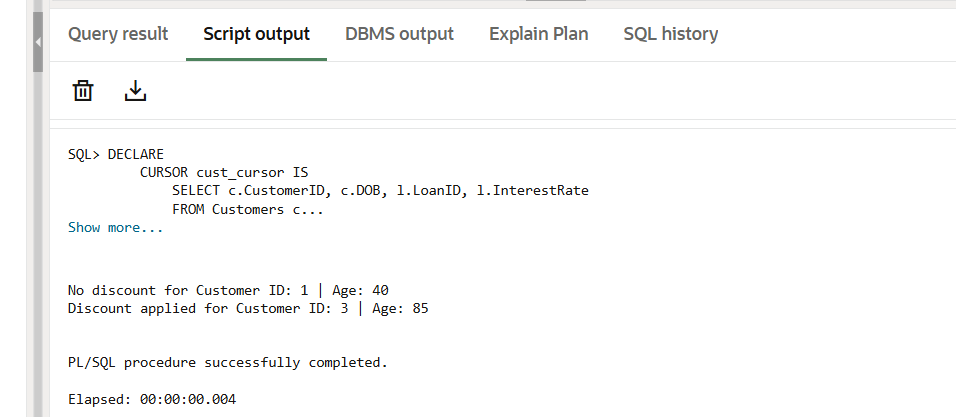 Query result Script output DBMS output Explain Plan SQL history
SQL> DECLARE
CURSOR cust_cursor IS
SELECT c.CustomerID, c.DOB, l.LoanID, l.InterestRate
FROM Customers c...
Show more...
No discount for Customer ID: 1 | Age: 40
Discount applied for Customer ID: 3 | Age: 85
PL/SQL procedure successfully completed.
Elapsed: 00:00:00.004